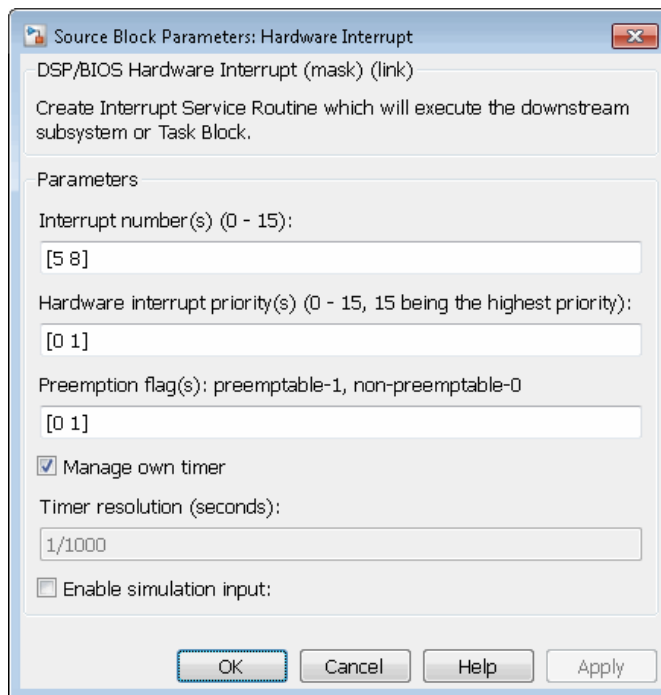 Source Block Parameters: Hardware Interrupt
DSP/BIOS Hardware Interrupt (mask) (link)
Create Interrupt Service Routine which will execute the downstream
subsystem or Task Block.
Parameters
Interrupt number(s) (0 - 15):
[5 8]
Hardware interrupt priority(s) (0 - 15, 15 being the highest priority):
[0 1]
Preemption flag(s): preemptable-1, non-preemptable-0
[0 1]
Manage own timer
Timer resolution (seconds):
1/1000
Enable simulation input:
OK Cancel Help Apply